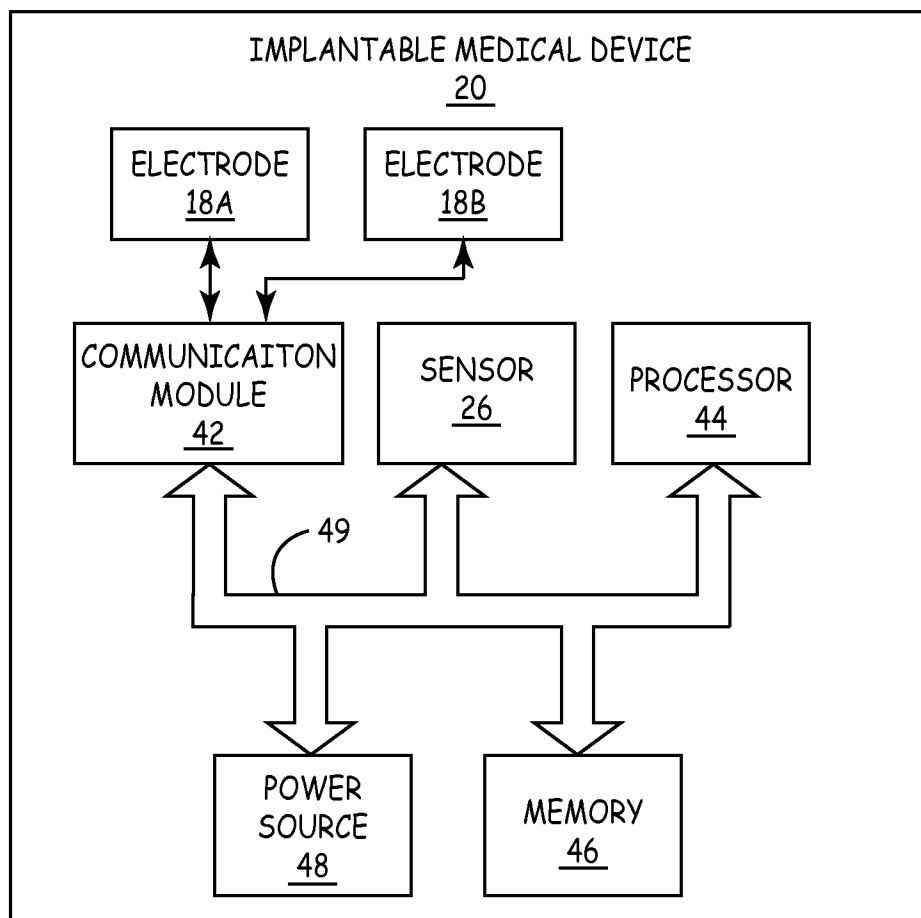 IMPLANTABLE MEDICAL DEVICE
20
ELECTRODE
18A
ELECTRODE
18B
COMMUNICAITON
MODULE
42
SENSOR
26
PROCESSOR
44
49
POWER
SOURCE
48
MEMORY
46